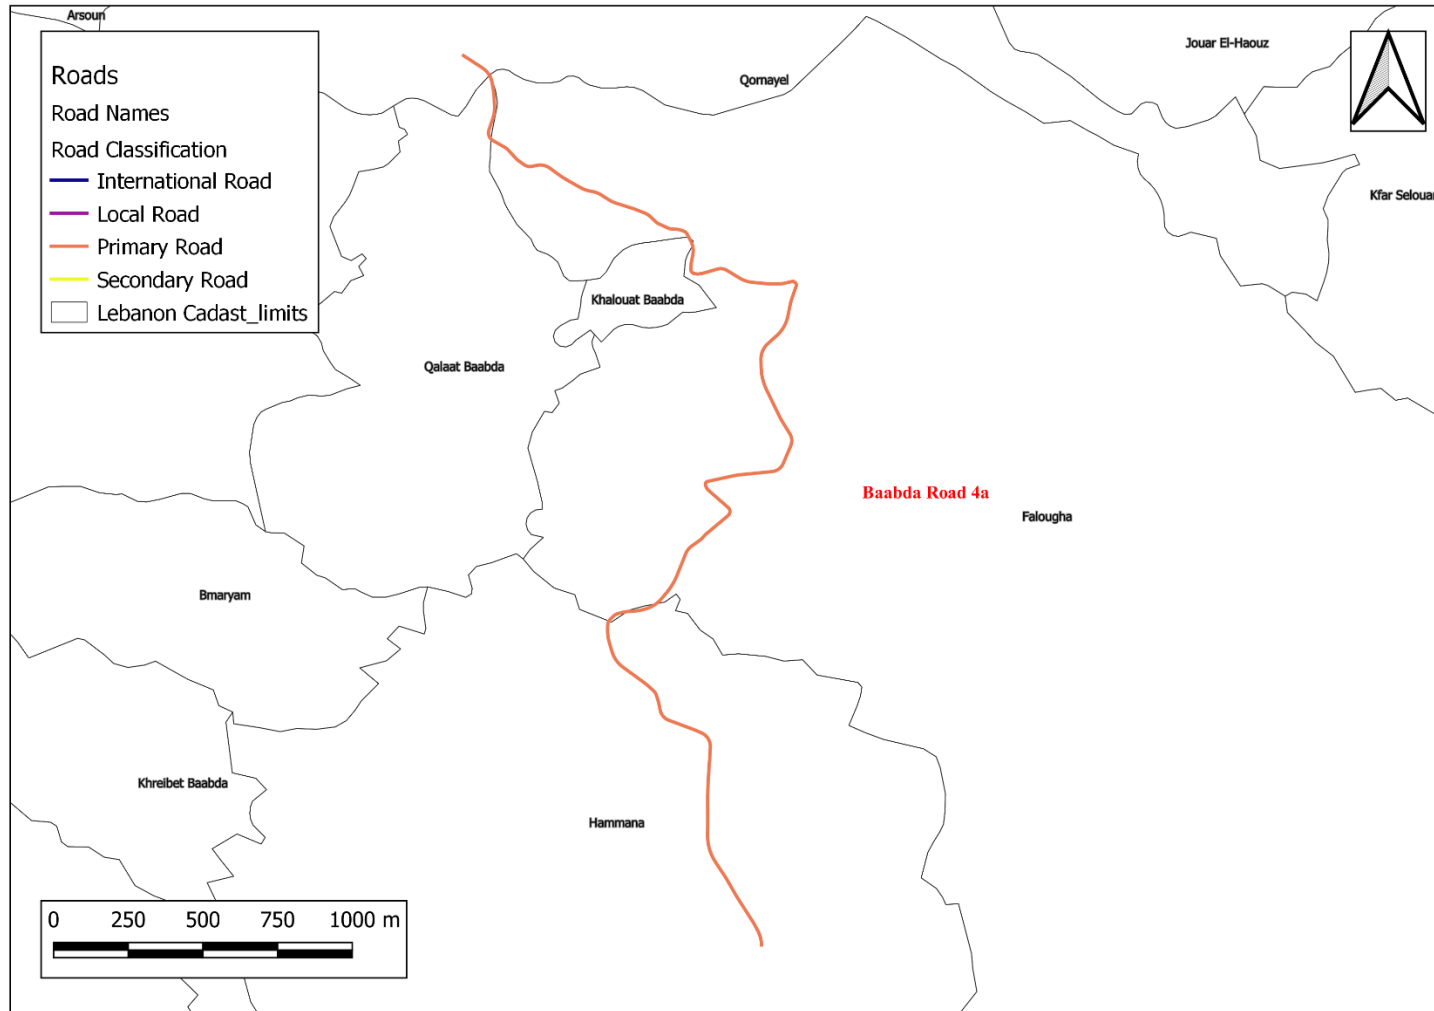 Arsoun
Jouar El-Haouz
Qornayel
Roads
Road Names
Road Classification
International Road
Local Road
Primary Road
Secondary Road
Lebanon Cadast_limits
Kfar Selouan
Khalouat Baabda
Qalaat Baabda
Baabda Road 4a
Falougha
Bmaryam
Khreibet Baabda
Hammana
0 250 500 750 1000 m